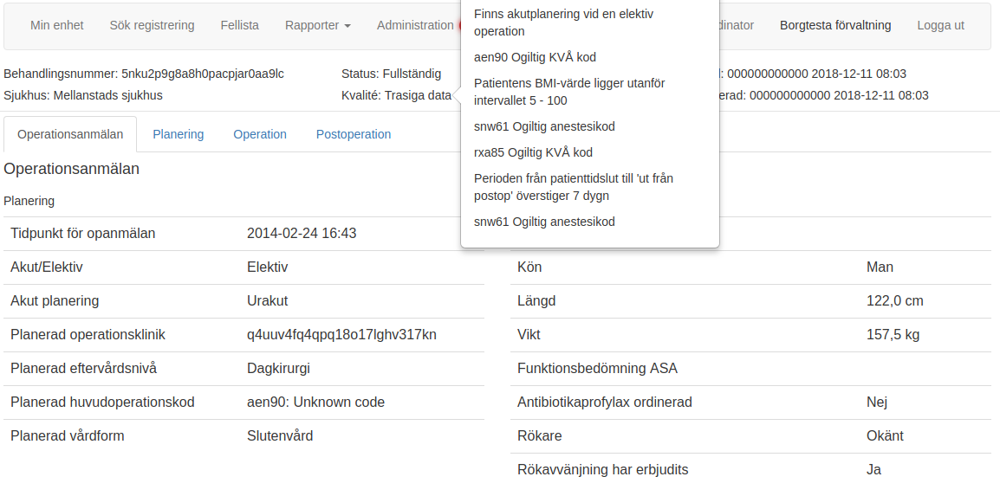 Min enhet Sök registrering Fellista Rapporter Administration Borgtesta förvaltning Logga ut
Behandlingsnummer: 5nku2p9g8a8h0pacpjar0aa9lc Status: Fullständig 000000000000 2018-12-11 08:03
Sjukhus: Mellanstads sjukhus Kvalité: Trasiga data 000000000000 2018-12-11 08:03
Finns akutplanering vid en elektiv
operation
aen90 Ogiltig KVÅ kod
Patientens BMI-värde ligger utanför
intervallet 5 - 100
snw61 Ogiltig anestesikod
rxa85 Ogiltig KVÅ kod
Perioden från patienttidslut till 'ut från
postop' överstiger 7 dygn
snw61 Ogiltig anestesikod
Operationsanmälan Planering Operation Postoperation
Operationsanmälan
Planering
Tidpunkt för opanmälan 2014-02-24 16:43
Akut/Elektiv Elektiv
Akut planering Urakut
Planerad operationsklinik q4uuv4fq4qpq18o17lghv317kn
Planerad eftervårdsnivå Dagkirurgi
Planerad huvudoperationskod aen90: Unknown code
Planerad vårdform Slutenvård
Kön Man
Längd 122,0 cm
Vikt 157,5 kg
Funktionsbedömning ASA
Antibiotikaprofylax ordinerad Nej
Rökare Okänt
Rökavvänjning har erbjudits Ja